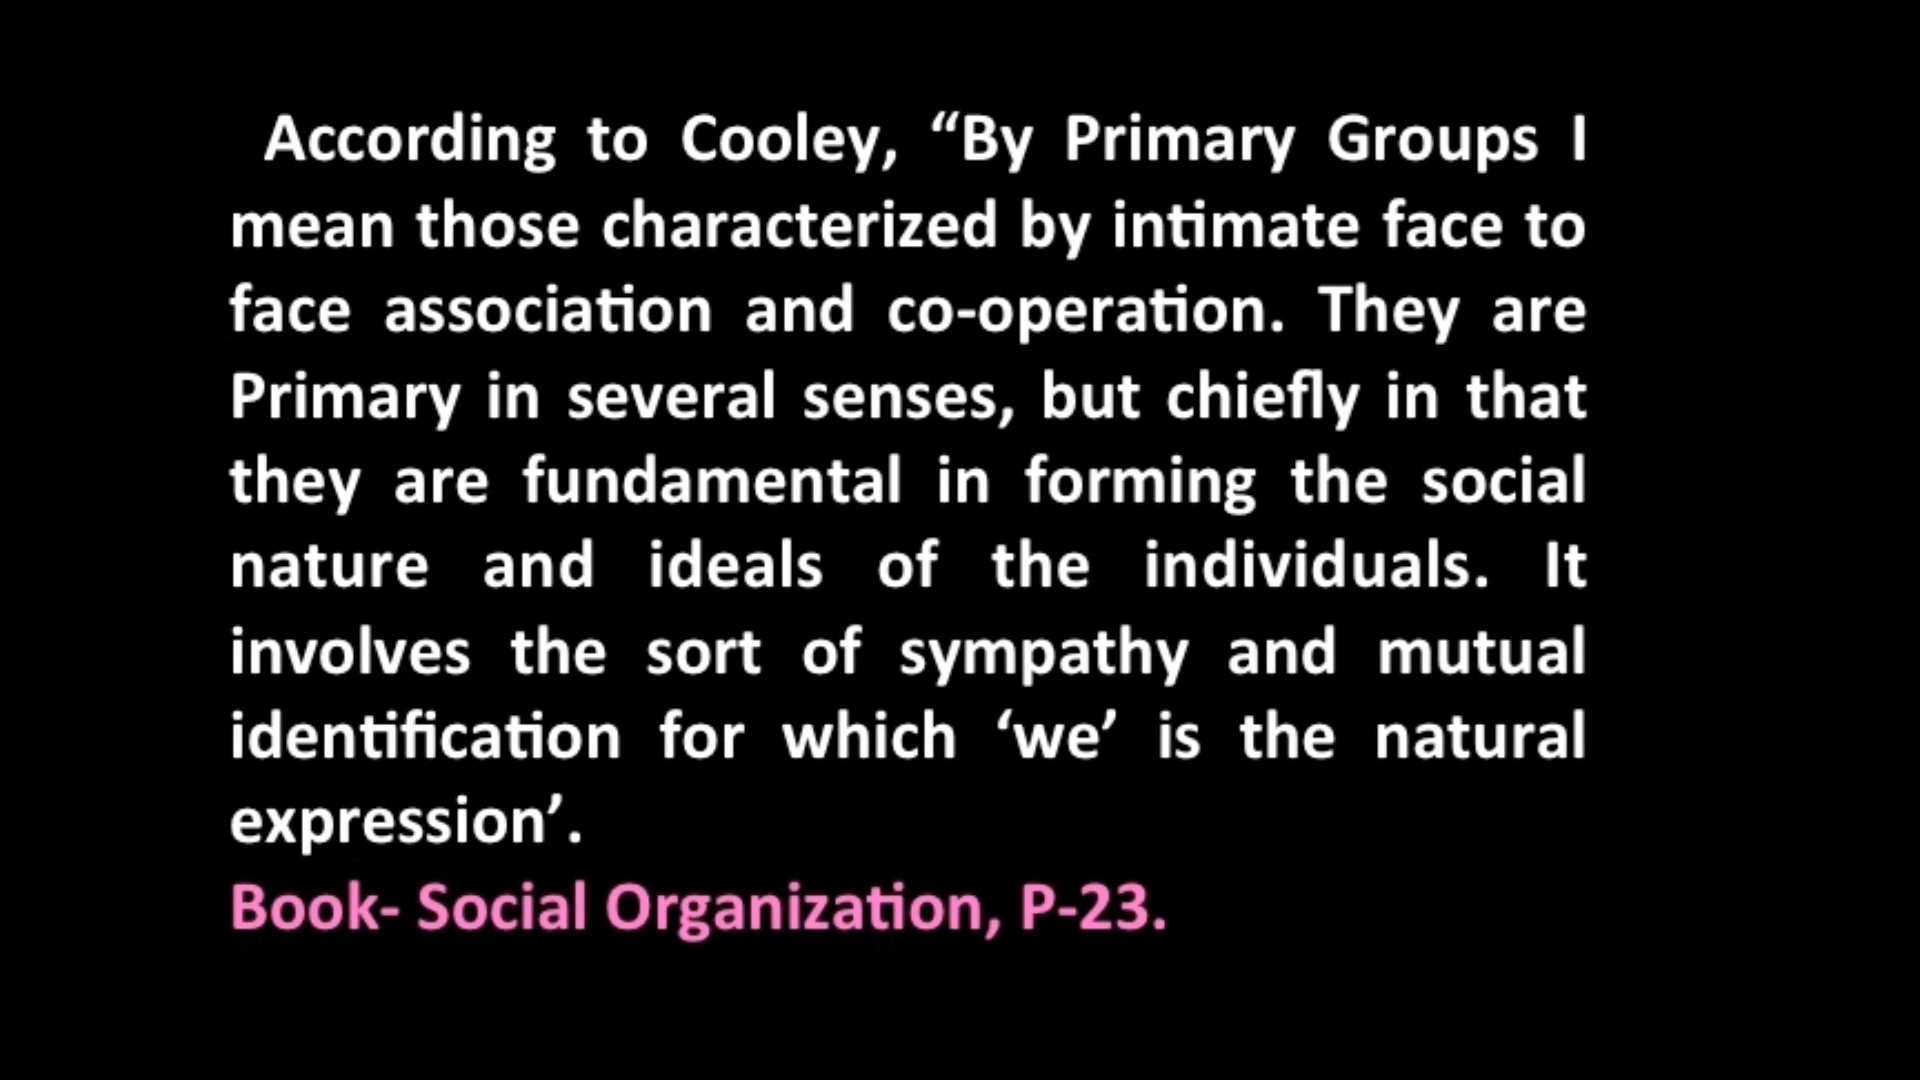 According to Cooley, “By Primary Groups I
mean those characterized by intimate face to
face association and co-operation. They are
Primary in several senses, but chiefly in that
they are fundamental in forming the social
nature and ideals of the individuals. It
involves the sort of sympathy and mutual
identification for which ‘we’ is the natural
expression’.
Book- Social Organization, P-23.